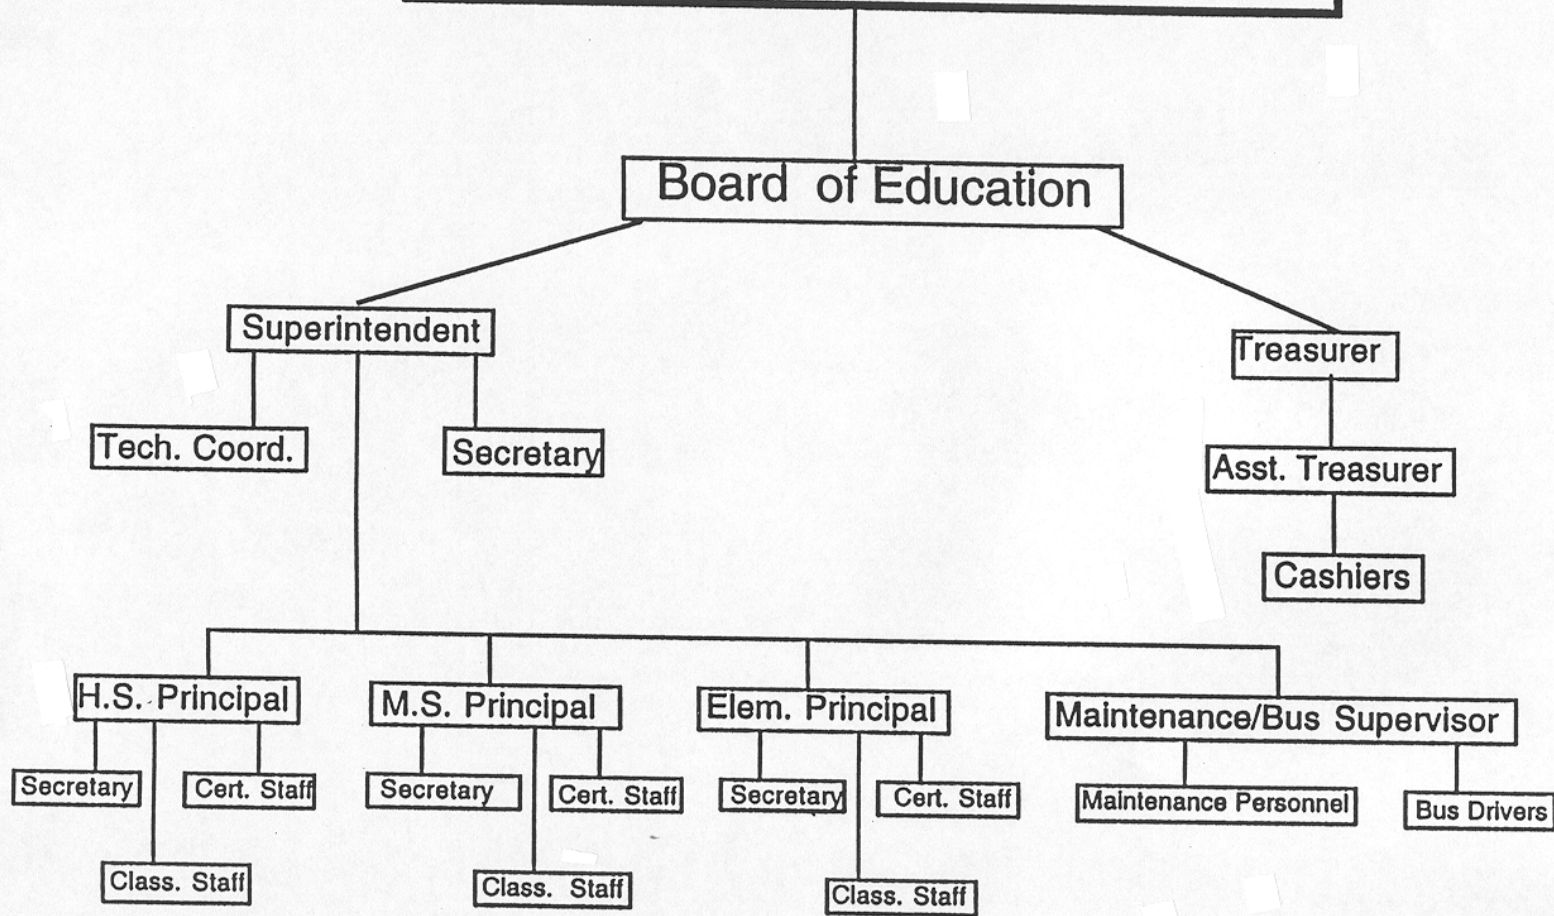 Board of Education
Superintendent
Treasurer
Tech. Coord.
Secretary
Asst. Treasurer
Cashiers
H.S. Principal
M.S. Principal
Elem. Principal
Maintenance/Bus Supervisor
Secretary
Cert. Staff
Secretary
Cert. Staff
Secretary
Cert. Staff
Maintenance Personnel
Bus Drivers
Class. Staff
Class. Staff
Class. Staff